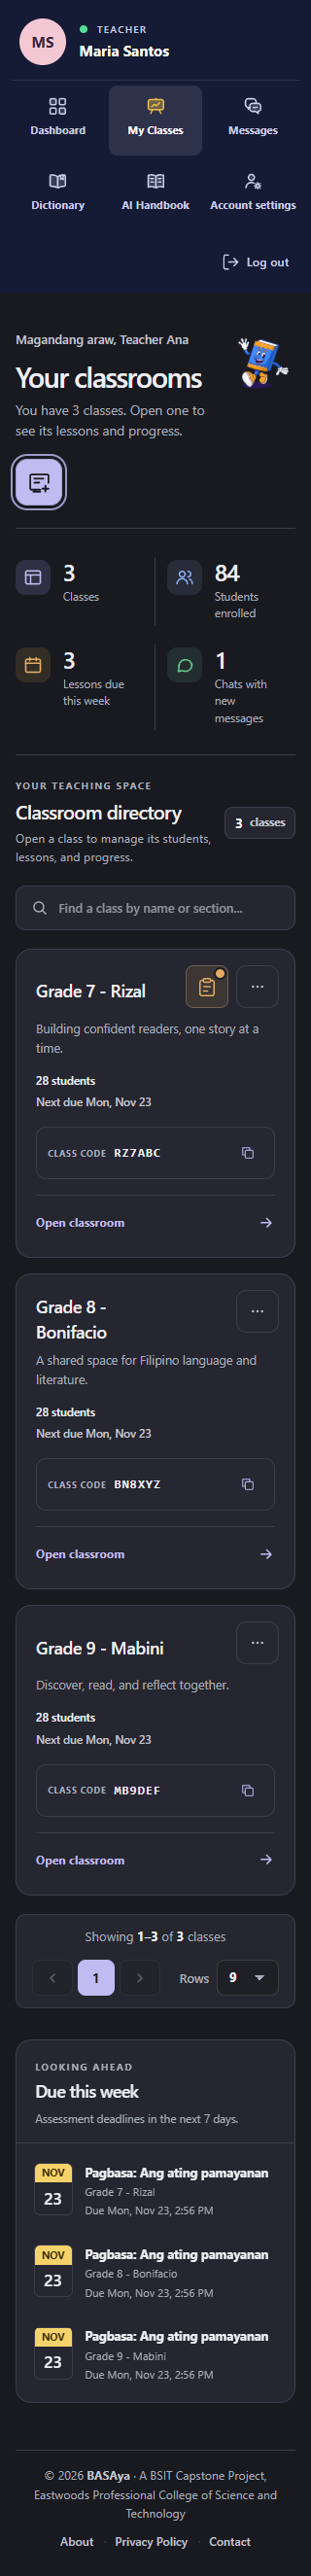 MS
TEACHER
Maria Santos
Dashboard
My Classes
Messages
Dictionary
AI Handbook
Account settings
Log out
Magandang araw, Teacher Ana
Your classrooms
You have 3 classes. Open one to
see its lessons and progress.
3
Classes
84
Students
enrolled
3
Lessons due
this week
1
Chats with
new
messages
YOUR TEACHING SPACE
Classroom directory
Open a class to manage its students,
lessons, and progress.
3 classes
Find a class by name or section...
Grade 7 - Rizal
Building confident readers, one story at a
time.
28 students
Next due Mon, Nov 23
CLASS CODE RZ7ABC
Open classroom
Grade 8 -
Bonifacio
A shared space for Filipino language and
literature.
28 students
Next due Mon, Nov 23
CLASS CODE BN8XYZ
Open classroom
Grade 9 - Mabini
Discover, read, and reflect together.
28 students
Next due Mon, Nov 23
CLASS CODE MB9DEF
Open classroom
Showing 1–3 of 3 classes
1
Rows
9
LOOKING AHEAD
Due this week
Assessment deadlines in the next 7 days.
NOV
23
Pagbasa: Ang ating pamayanan
Grade 7 - Rizal
Due Mon, Nov 23, 2:56 PM
NOV
23
Pagbasa: Ang ating pamayanan
Grade 8 - Bonifacio
Due Mon, Nov 23, 2:56 PM
NOV
23
Pagbasa: Ang ating pamayanan
Grade 9 - Mabini
Due Mon, Nov 23, 2:56 PM
© 2026 BASAya · A BSIT Capstone Project,
Eastwoods Professional College of Science and
Technology
About · Privacy Policy · Contact